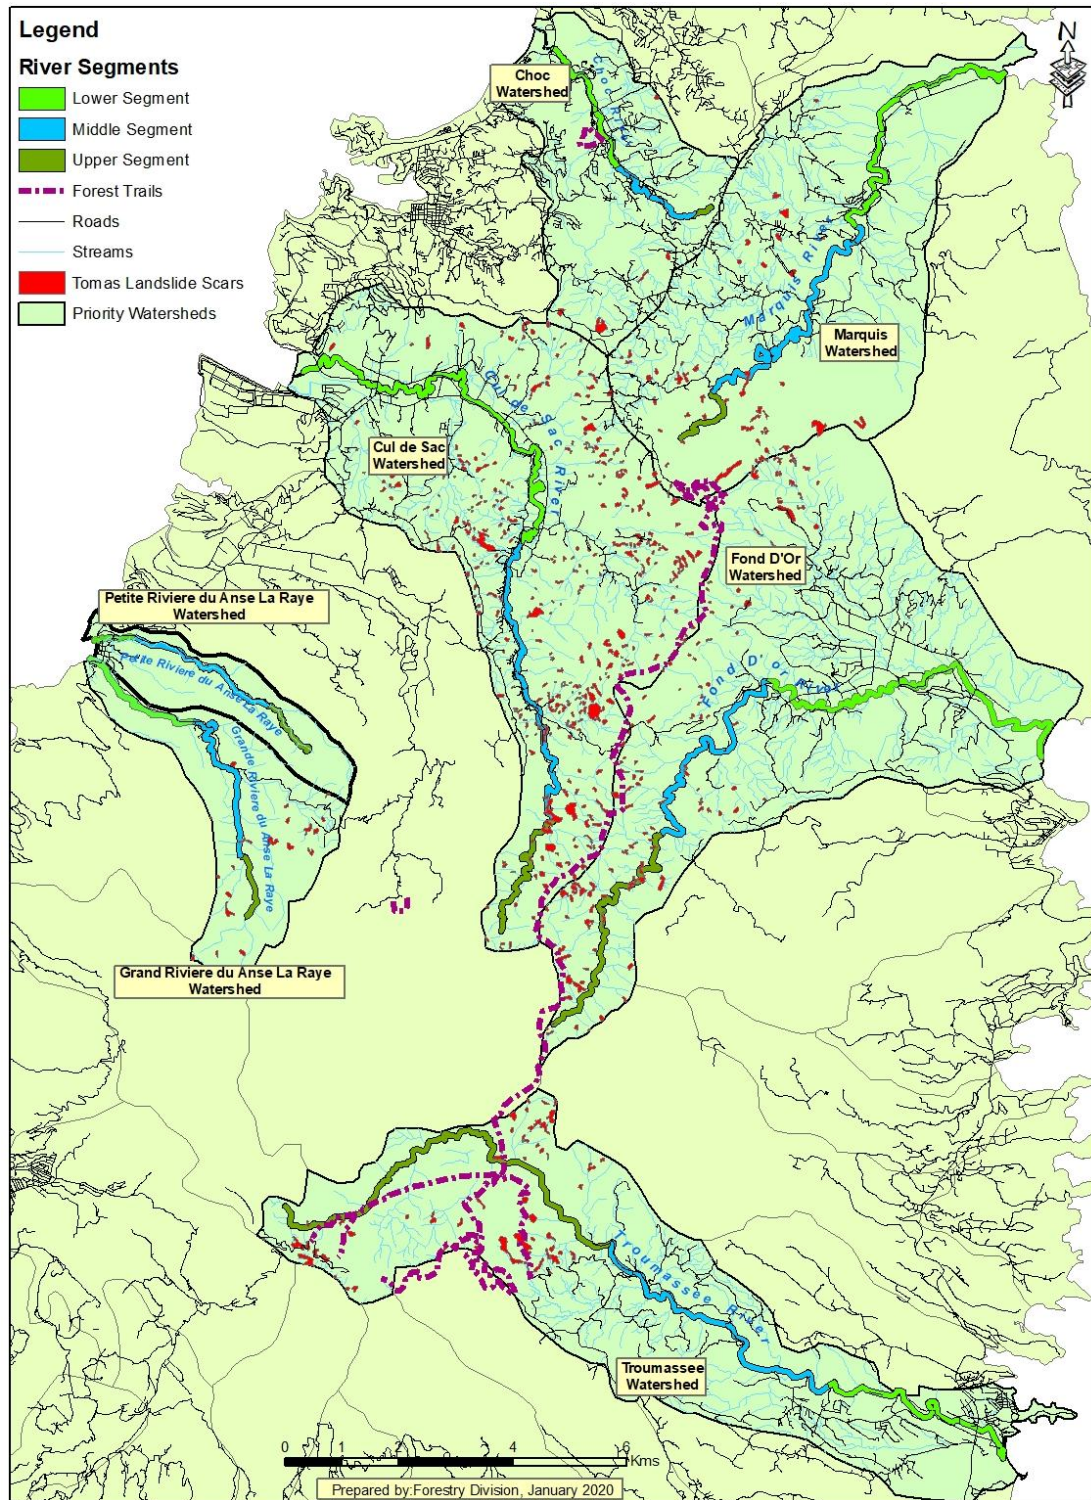 Legend
River Segments
Lower Segment
Middle Segment
Upper Segment
Forest Trails
Roads
Streams
Tomas Landslide Scars
Priority Watersheds
N
Choc
Watershed
Choc River
Marquis River
Marquis
Watershed
Cul de Sac River
Cul de Sac
Watershed
Fond D'Or
Watershed
Fond D'or River
Petite Riviere du Anse La Raye
Watershed
Petite Riviere du Anse La Raye
Grande Riviere du Anse La Raye
Grand Riviere du Anse La Raye
Watershed
Troumassee River
Troumassee
Watershed
0 1 2 4 6
Kms
Prepared by:Forestry Division, January 2020